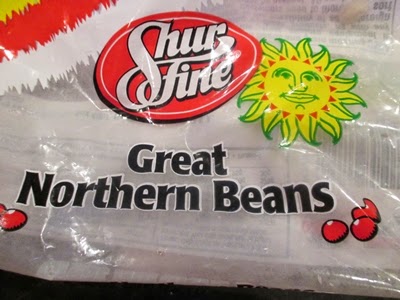 Shur
Fine
Great
Northern Beans